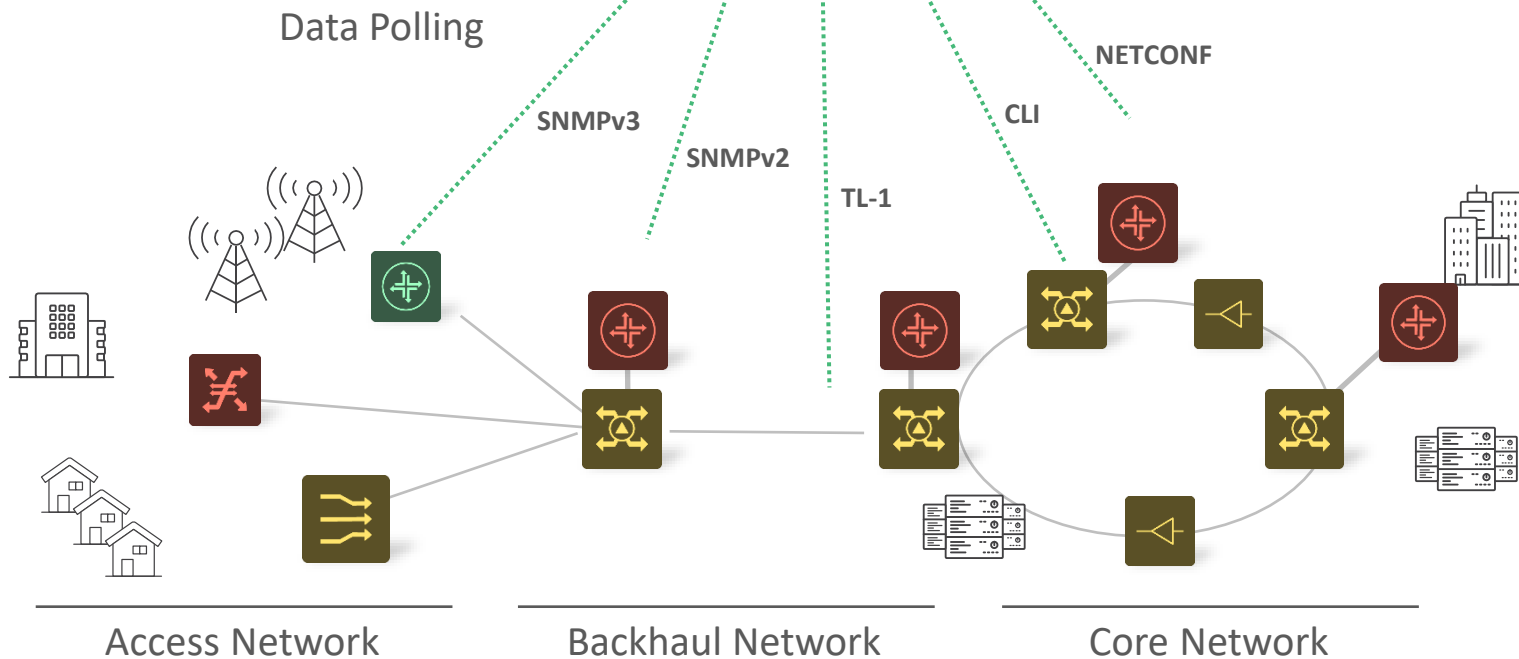 Data Polling
NETCONF
SNMPv3
CLI
SNMPv2
TL-1
Access Network
Backhaul Network
Core Network